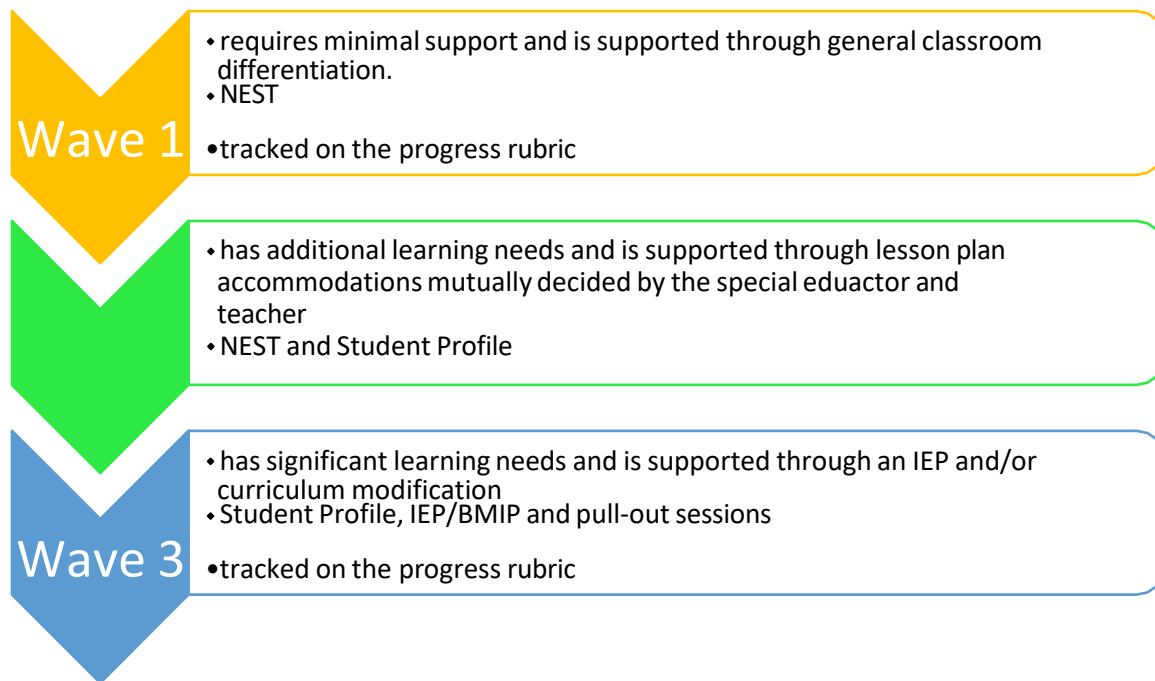 • requires minimal support and is supported through general classroom
differentiation.
• NEST
Wave 1
•tracked on the progress rubric
• has additional learning needs and is supported through lesson plan
accommodations mutually decided by the special eduactor and
teacher
• NEST and Student Profile
• has significant learning needs and is supported through an IEP and/or
curriculum modification
• Student Profile, IEP/BMIP and pull-out sessions
Wave 3
•tracked on the progress rubric